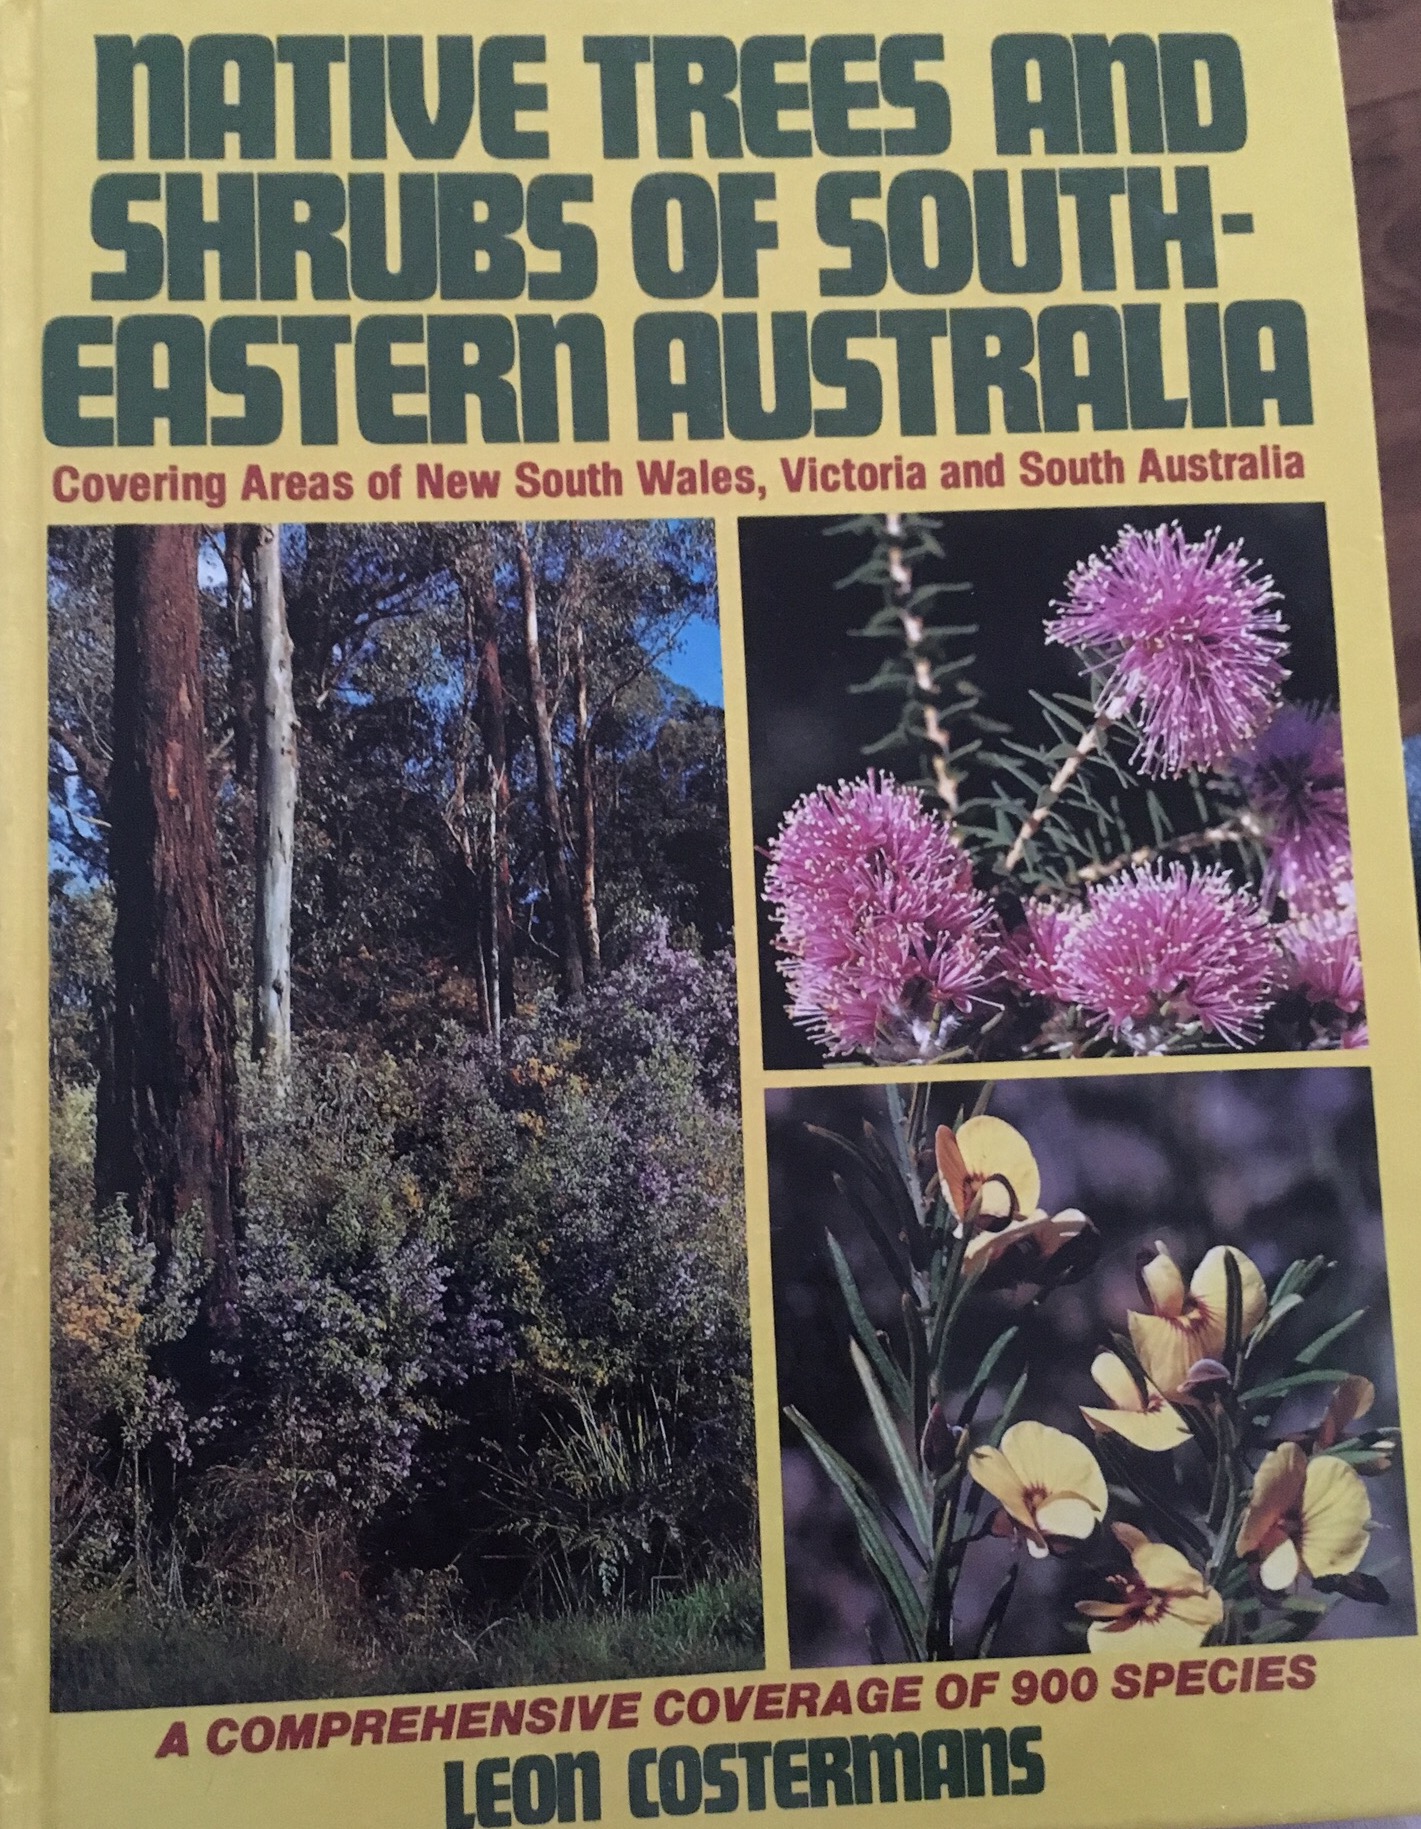 NATIVE TREES AND
SHRUBS OF SOUTH-
EASTERN AUSTRALIA
Covering Areas of New South Wales, Victoria and South Australia
A COMPREHENSIVE COVERAGE OF 900 SPECIES
LEON COSTERMANS